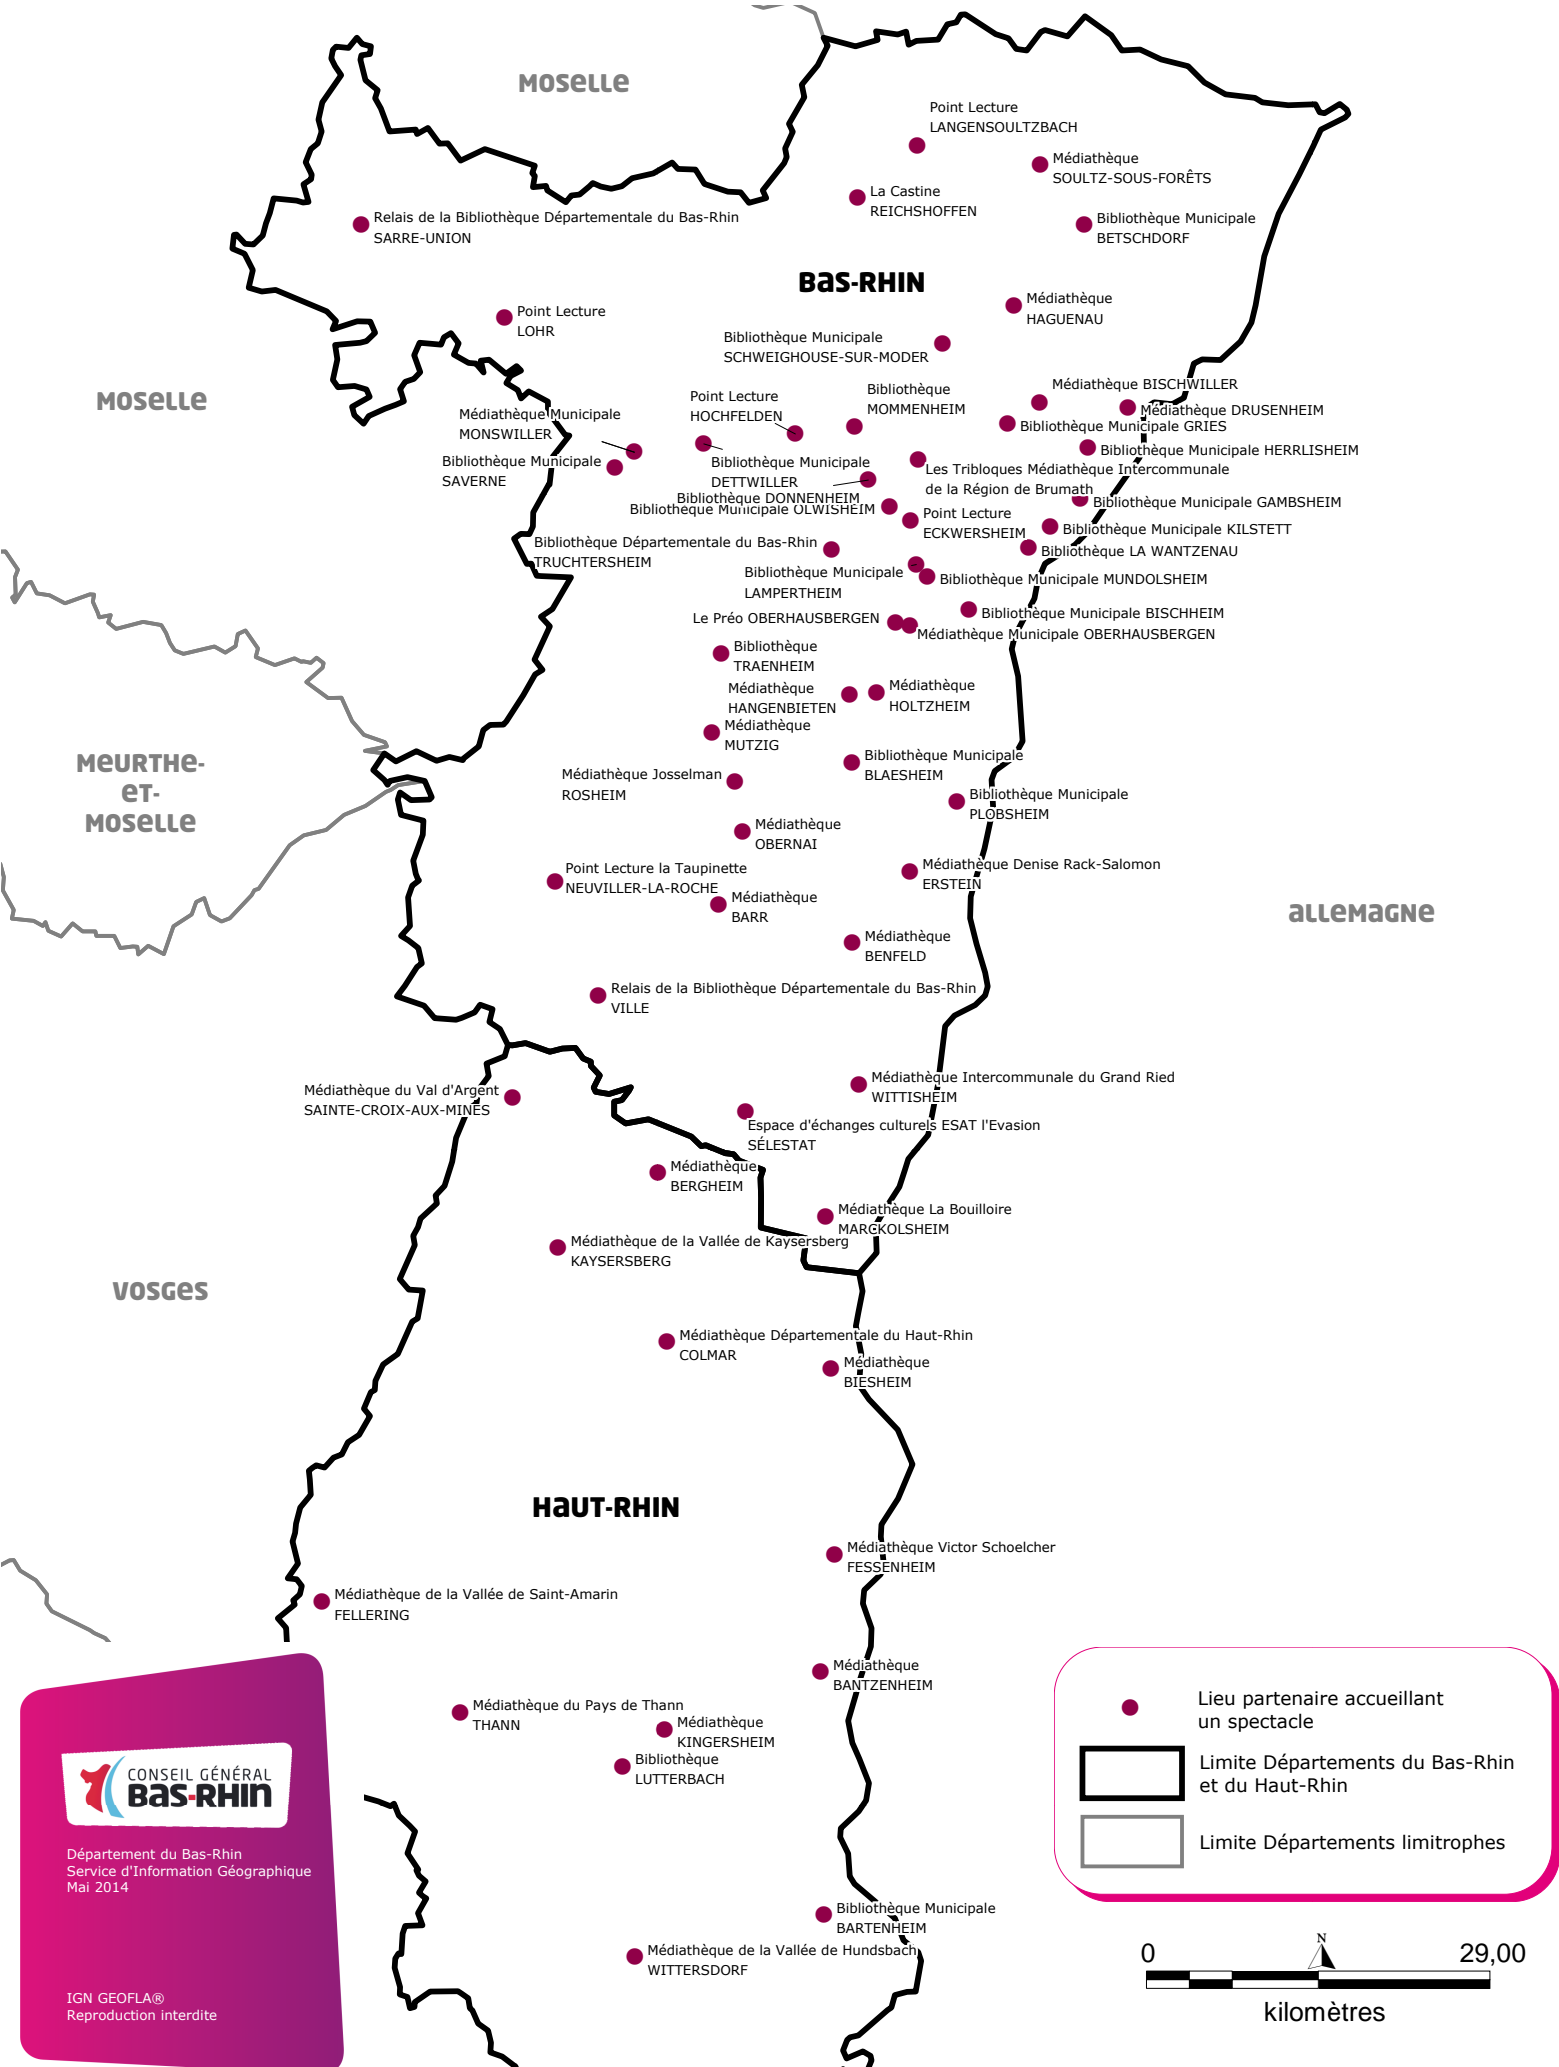 MOSELLE
Point Lecture
LANGENSOULTZBACH
Médiathèque
SOULTZ-SOUS-FORÊTS
La Castine
REICHSHOFFEN
Relais de la Bibliothèque Départementale du Bas-Rhin
SARRE-UNION
Bibliothèque Municipale
BETSCHDORF
BAS-RHIN
Point Lecture
LOHR
Médiathèque
HAGUENAU
Bibliothèque Municipale
SCHWEIGHOUSE-SUR-MODER
MOSELLE
Médiathèque BISCHWILLER
Bibliothèque
MOMMENHEIM
Point Lecture
HOCHFELDEN
Médiathèque DRUSENHEIM
Médiathèque Municipale
MONSWILLER
Bibliothèque Municipale GRIES
Bibliothèque Municipale HERRLISHEIM
Bibliothèque Municipale
SAVERNE
Bibliothèque Municipale
DETTWILLER
Les Tribloques Médiathèque Intercommunale
de la Région de Brumath
Bibliothèque DONNENHEIM
Bibliothèque Municipale OLWISHEIM
Bibliothèque Municipale GAMBSHEIM
Point Lecture
ECKWERSHEIM
Bibliothèque Municipale KILSTETT
Bibliothèque Départementale du Bas-Rhin
TRUCHTERSHEIM
Bibliothèque LA WANTZENAU
Bibliothèque Municipale
LAMPERTHEIM
Bibliothèque Municipale MUNDOLSHEIM
Bibliothèque Municipale BISCHHEIM
Le Préo OBERHAUSBERGEN
Médiathèque Municipale OBERHAUSBERGEN
Bibliothèque
TRAENHEIM
Médiathèque
HANGENBIETEN
Médiathèque
HOLTZHEIM
Médiathèque
MUTZIG
MEURTHE-
ET-
MOSELLE
Bibliothèque Municipale
BLAESHEIM
Médiathèque Josselman
ROSHEIM
Bibliothèque Municipale
PLOBSHEIM
Médiathèque
OBERNAI
Point Lecture la Taupinette
NEUVILLER-LA-ROCHE
Médiathèque Denise Rack-Salomon
ERSTEIN
Médiathèque
BARR
ALLEMAGNE
Médiathèque
BENFELD
Relais de la Bibliothèque Départementale du Bas-Rhin
VILLE
Médiathèque du Val d'Argent
SAINTE-CROIX-AUX-MINES
Médiathèque Intercommunale du Grand Ried
WITTISHEIM
Espace d'échanges culturels ESAT l'Evasion
SÉLESTAT
Médiathèque
BERGHEIM
Médiathèque La Bouilloire
MARCKOLSHEIM
Médiathèque de la Vallée de Kaysersberg
KAYSERSBERG
VOSGES
Médiathèque Départementale du Haut-Rhin
COLMAR
Médiathèque
BIESHEIM
HAUT-RHIN
Médiathèque Victor Schoelcher
FESSENHEIM
Médiathèque de la Vallée de Saint-Amarin
FELLERING
Médiathèque
BANTZENHEIM
Médiathèque du Pays de Thann
THANN
Médiathèque
KINGERSHEIM
Bibliothèque
LUTTERBACH
Lieu partenaire accueillant
un spectacle
Limite Départements du Bas-Rhin
et du Haut-Rhin
Limite Départements limitrophes
CONSEIL GÉNÉRAL
BAS-RHIN
Département du Bas-Rhin
Service d'Information Géographique
Mai 2014
IGN GEOFLA®
Reproduction interdite
Bibliothèque Municipale
BARTENHEIM
Médiathèque de la Vallée de Hundsbach
WITTERSDORF
N
0 29,00
kilomètres